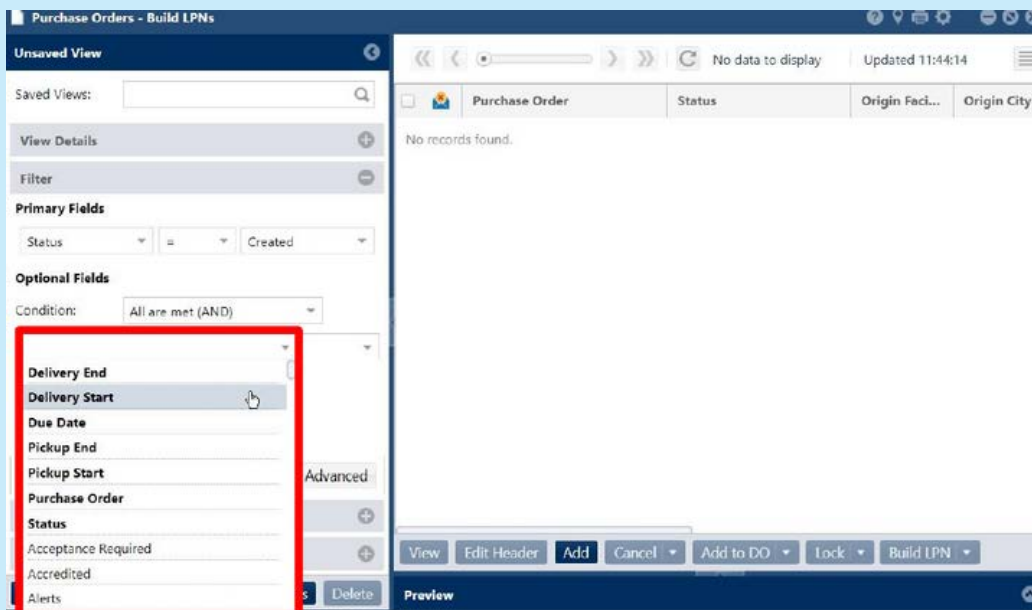 Purchase Orders - Build LPNs
Unsaved View
Saved Views:
View Details
Filter
Primary Fields
Status = Created
Optional Fields
Condition: All are met (AND)
Delivery End
Delivery Start
Due Date
Pickup End
Pickup Start
Purchase Order
Status
Acceptance Required
Accredited
Alerts
Advanced
s Delete
No data to display Updated 11:44:14
Purchase Order Status Origin Faci... Origin City
No records found.
View Edit Header Add Cancel Add to DO Lock Build LPN
Preview